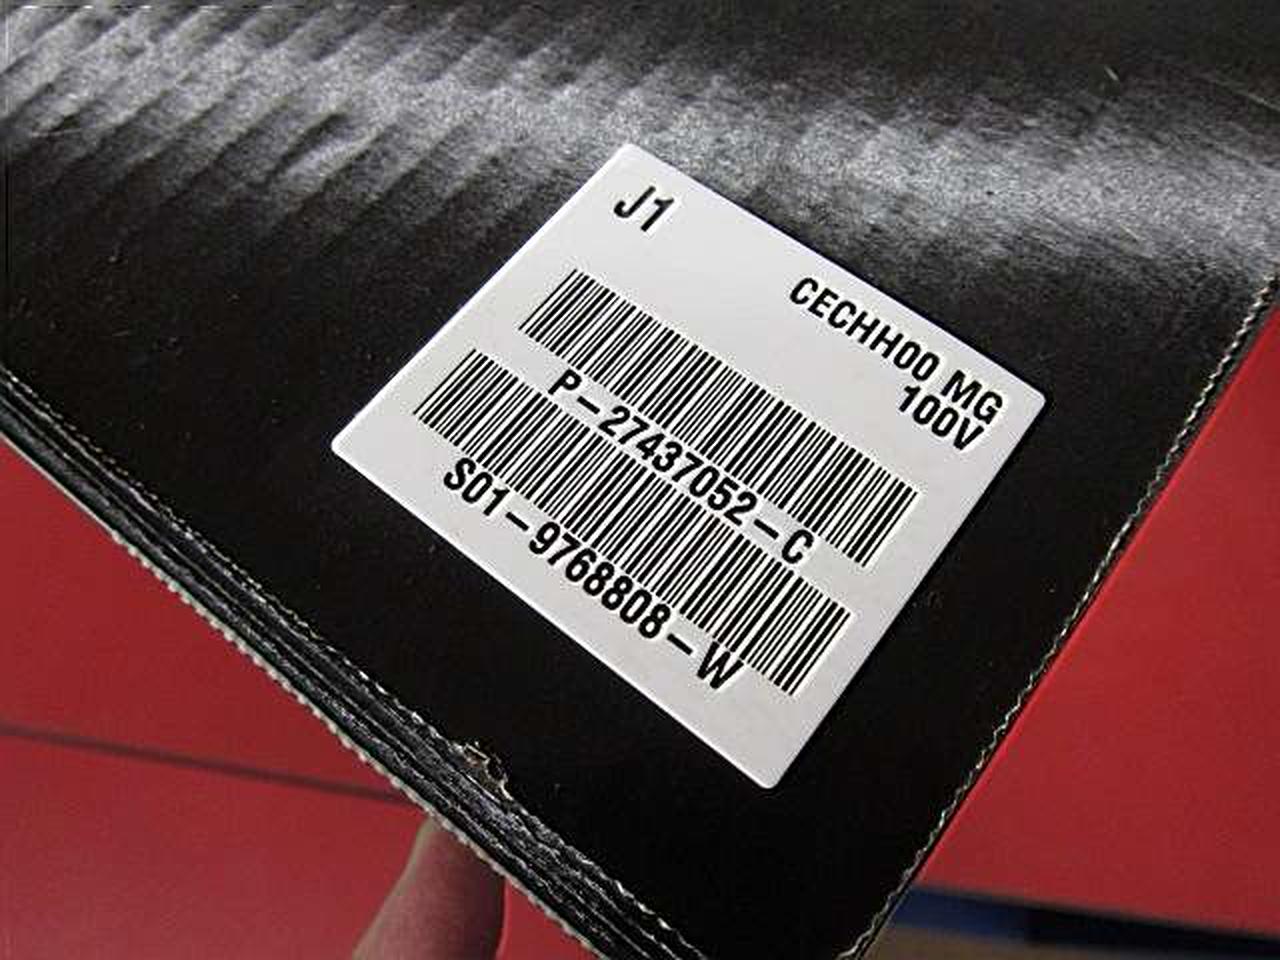 J1
CECHH00 MG
100V
P-27437052-C
S01-9768808-W